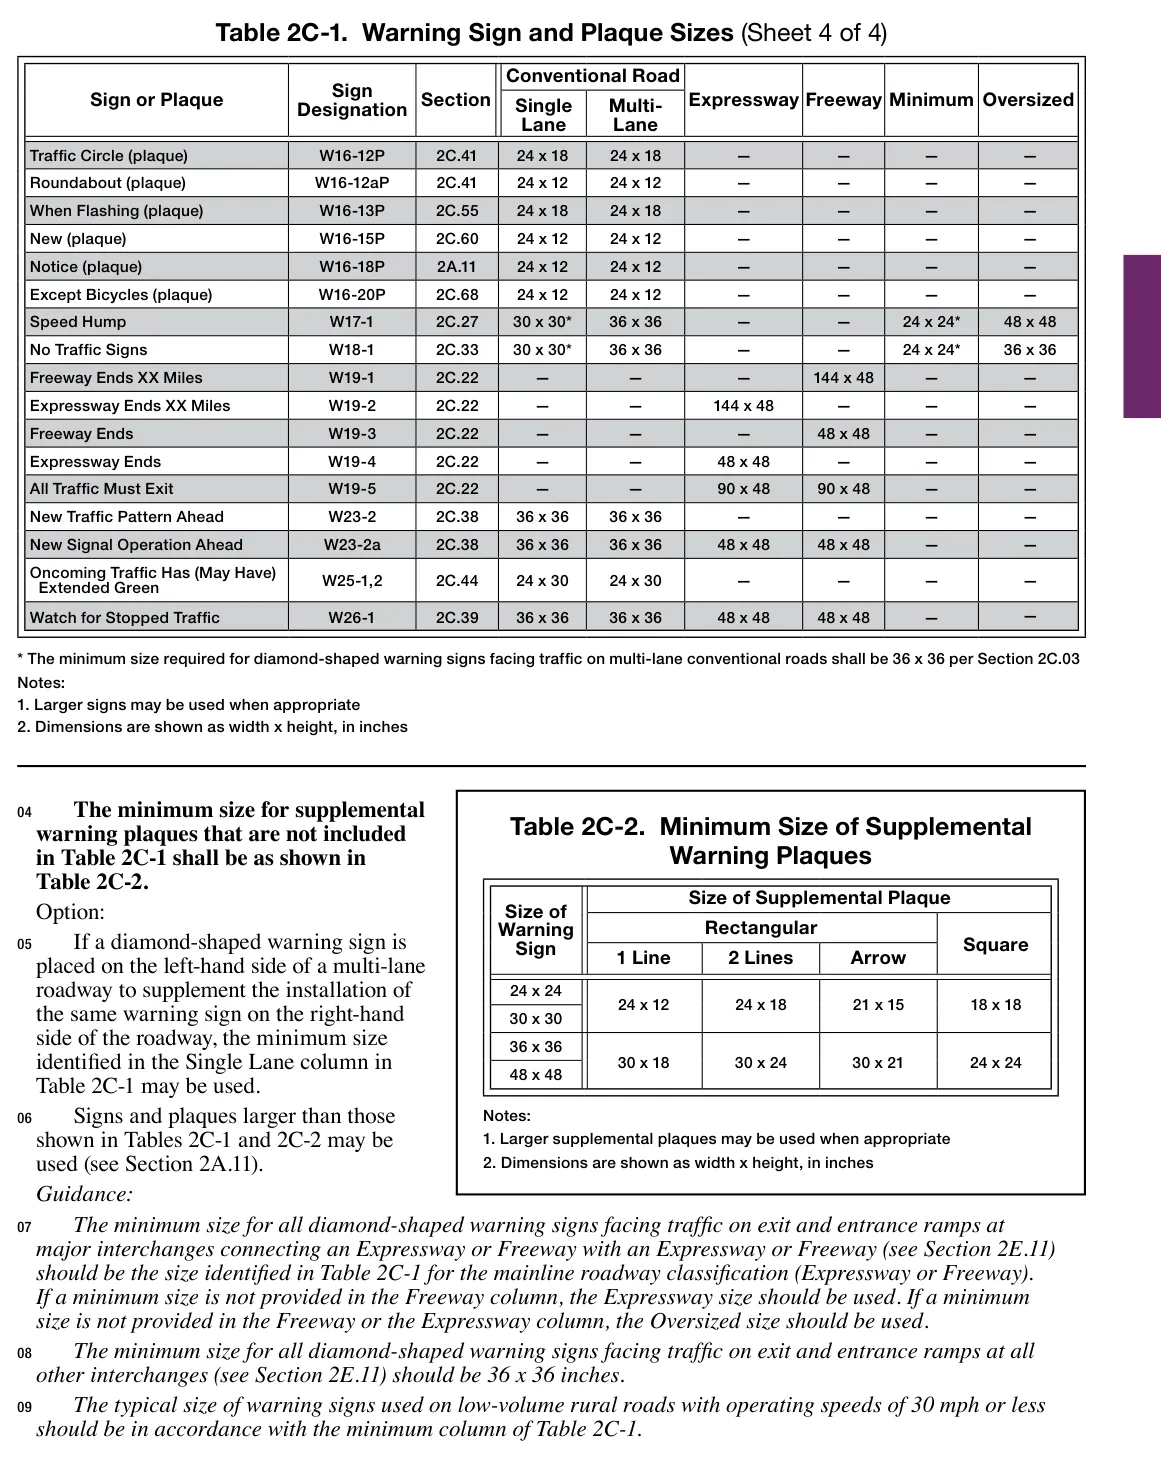 Table 2C-1. Warning Sign and Plaque Sizes (Sheet 4 of 4)
Sign or Plaque Sign Designation Section Conventional Road Single Lane Multi-Lane Expressway Freeway Minimum Oversized
Traffic Circle (plaque) W16-12P 2C.41 24 x 18 24 x 18 — — — —
Roundabout (plaque) W16-12aP 2C.41 24 x 12 24 x 12 — — — —
When Flashing (plaque) W16-13P 2C.55 24 x 18 24 x 18 — — — —
New (plaque) W16-15P 2C.60 24 x 12 24 x 12 — — — —
Notice (plaque) W16-18P 2A.11 24 x 12 24 x 12 — — — —
Except Bicycles (plaque) W16-20P 2C.68 24 x 12 24 x 12 — — — —
Speed Hump W17-1 2C.27 30 x 30* 36 x 36 — — 24 x 24* 48 x 48
No Traffic Signs W18-1 2C.33 30 x 30* 36 x 36 — — 24 x 24* 36 x 36
Freeway Ends XX Miles W19-1 2C.22 — — — 144 x 48 — —
Expressway Ends XX Miles W19-2 2C.22 — — 144 x 48 — — —
Freeway Ends W19-3 2C.22 — — — 48 x 48 — —
Expressway Ends W19-4 2C.22 — — 48 x 48 — — —
All Traffic Must Exit W19-5 2C.22 — — 90 x 48 90 x 48 — —
New Traffic Pattern Ahead W23-2 2C.38 36 x 36 36 x 36 — — — —
New Signal Operation Ahead W23-2a 2C.38 36 x 36 36 x 36 48 x 48 48 x 48 — —
Oncoming Traffic Has (May Have) Extended Green W25-1,2 2C.44 24 x 30 24 x 30 — — — —
Watch for Stopped Traffic W26-1 2C.39 36 x 36 36 x 36 48 x 48 48 x 48 — —
* The minimum size required for diamond-shaped warning signs facing traffic on multi-lane conventional roads shall be 36 x 36 per Section 2C.03
Notes:
1. Larger signs may be used when appropriate
2. Dimensions are shown as width x height, in inches
04 The minimum size for supplemental
warning plaques that are not included
in Table 2C-1 shall be as shown in
Table 2C-2.
Option:
05 If a diamond-shaped warning sign is
placed on the left-hand side of a multi-lane
roadway to supplement the installation of
the same warning sign on the right-hand
side of the roadway, the minimum size
identified in the Single Lane column in
Table 2C-1 may be used.
06 Signs and plaques larger than those
shown in Tables 2C-1 and 2C-2 may be
used (see Section 2A.11).
Guidance:
Table 2C-2. Minimum Size of Supplemental
Warning Plaques
Size of Warning Sign Size of Supplemental Plaque
Rectangular Square
1 Line 2 Lines Arrow
24 x 24
30 x 30 24 x 12 24 x 18 21 x 15 18 x 18
36 x 36
48 x 48 30 x 18 30 x 24 30 x 21 24 x 24
Notes:
1. Larger supplemental plaques may be used when appropriate
2. Dimensions are shown as width x height, in inches
07 The minimum size for all diamond-shaped warning signs facing traffic on exit and entrance ramps at
major interchanges connecting an Expressway or Freeway with an Expressway or Freeway (see Section 2E.11)
should be the size identified in Table 2C-1 for the mainline roadway classification (Expressway or Freeway).
If a minimum size is not provided in the Freeway column, the Expressway size should be used. If a minimum
size is not provided in the Freeway or the Expressway column, the Oversized size should be used.
08 The minimum size for all diamond-shaped warning signs facing traffic on exit and entrance ramps at all
other interchanges (see Section 2E.11) should be 36 x 36 inches.
09 The typical size of warning signs used on low-volume rural roads with operating speeds of 30 mph or less
should be in accordance with the minimum column of Table 2C-1.